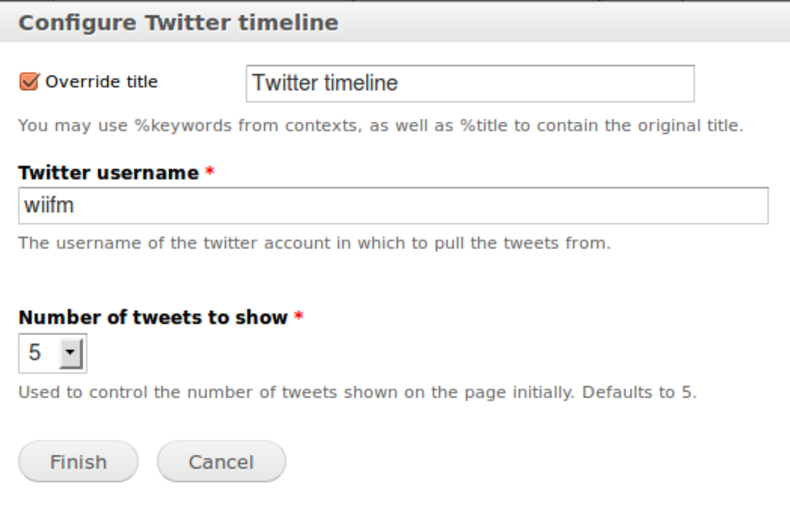 Configure Twitter timeline
Override title
Twitter timeline
You may use %keywords from contexts, as well as %title to contain the original title.
Twitter username *
wiifm
The username of the twitter account in which to pull the tweets from.
Number of tweets to show *
5
Used to control the number of tweets shown on the page initially. Defaults to 5.
Finish
Cancel